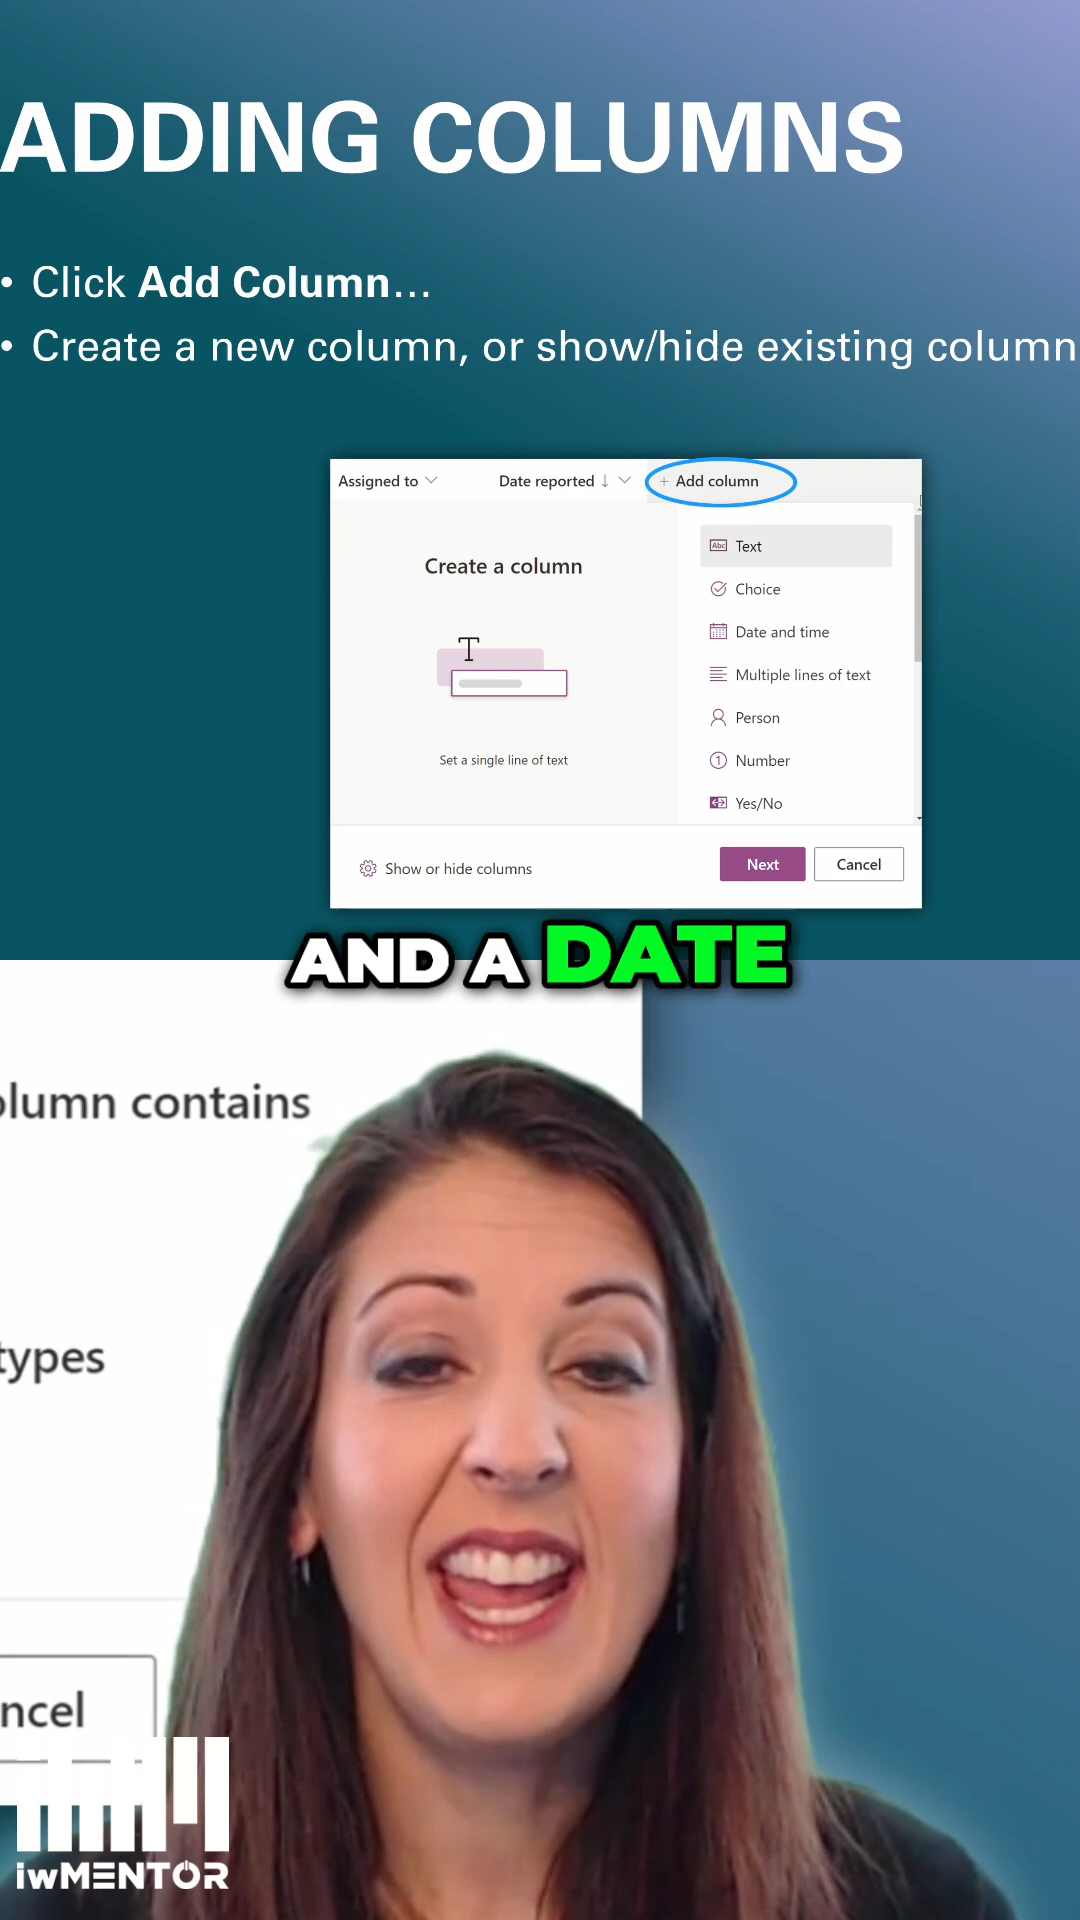 ADDING COLUMNS
• Click Add Column...
• Create a new column, or show/hide existing column
Assigned to
Date reported ↓
+ Add column
Create a column
Set a single line of text
Abc Text
Choice
Date and time
Multiple lines of text
Person
1 Number
Yes/No
Show or hide columns
Next
Cancel
AND A DATE
olumn contains
types
ncel
iwMENTOR